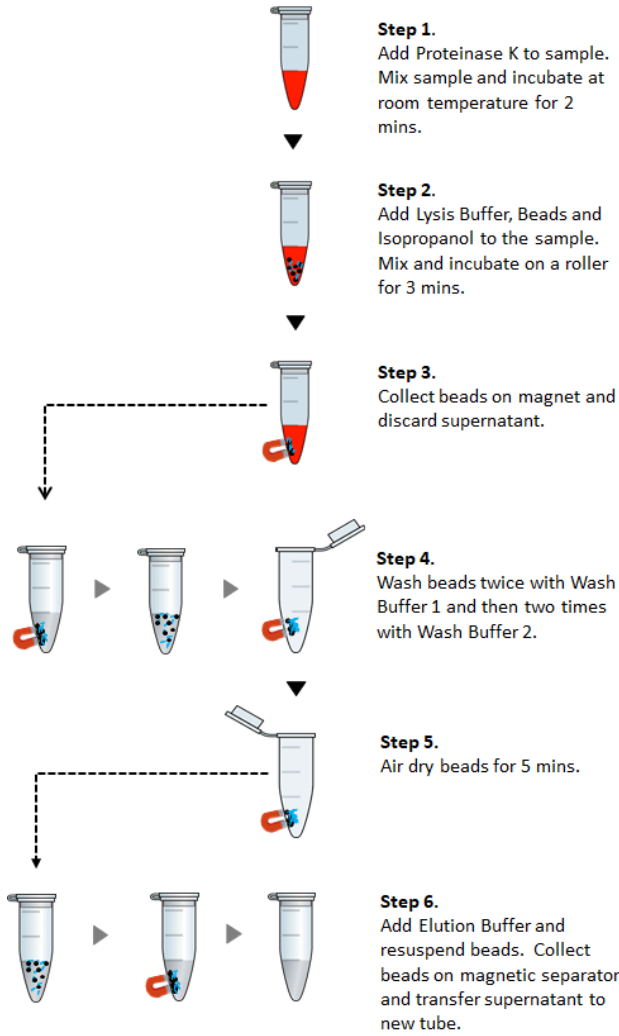 Step 1.
Add Proteinase K to sample.
Mix sample and incubate at
room temperature for 2
mins.
Step 2.
Add Lysis Buffer, Beads and
Isopropanol to the sample.
Mix and incubate on a roller
for 3 mins.
Step 3.
Collect beads on magnet and
discard supernatant.
Step 4.
Wash beads twice with Wash
Buffer 1 and then two times
with Wash Buffer 2.
Step 5.
Air dry beads for 5 mins.
Step 6.
Add Elution Buffer and
resuspend beads. Collect
beads on magnetic separator
and transfer supernatant to
new tube.